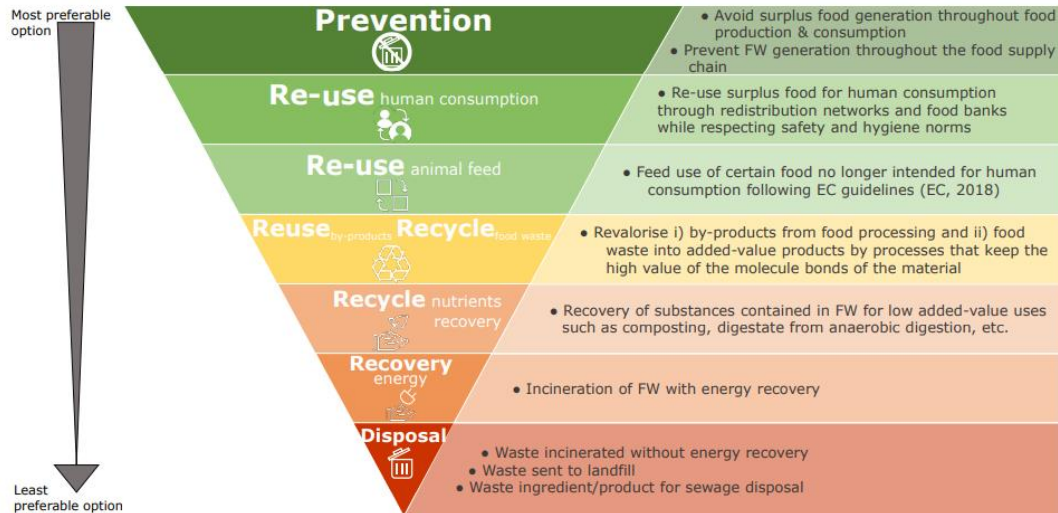 Most preferable
option
Prevention
● Avoid surplus food generation throughout food
production & consumption
● Prevent FW generation throughout the food supply
chain
Re-use human consumption
● Re-use surplus food for human consumption
through redistribution networks and food banks
while respecting safety and hygiene norms
Re-use animal feed
● Feed use of certain food no longer intended for human
consumption following EC guidelines (EC, 2018)
Reuse by-products Recycle food waste
● Revalorise i) by-products from food processing and ii) food
waste into added-value products by processes that keep the
high value of the molecule bonds of the material
Recycle nutrients
recovery
● Recovery of substances contained in FW for low added-value uses
such as composting, digestate from anaerobic digestion, etc.
Recovery
energy
● Incineration of FW with energy recovery
Disposal
● Waste incinerated without energy recovery
● Waste sent to landfill
● Waste ingredient/product for sewage disposal
Least
preferable option